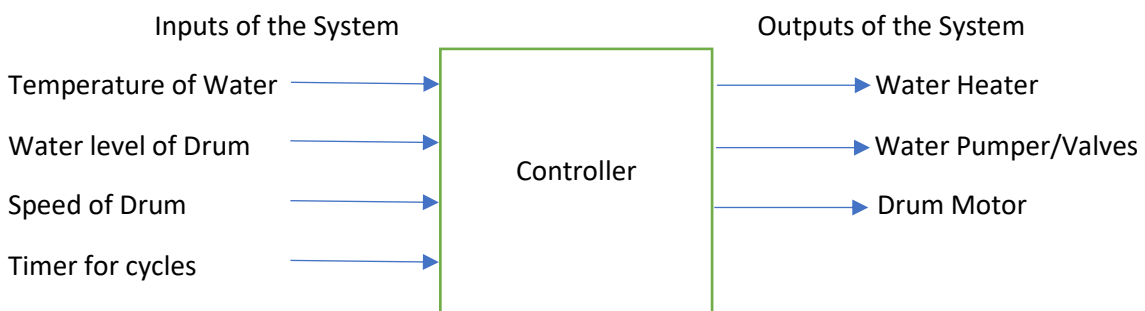 Inputs of the System
Outputs of the System
Temperature of Water
Water Heater
Water level of Drum
Water Pumper/Valves
Controller
Speed of Drum
Drum Motor
Timer for cycles